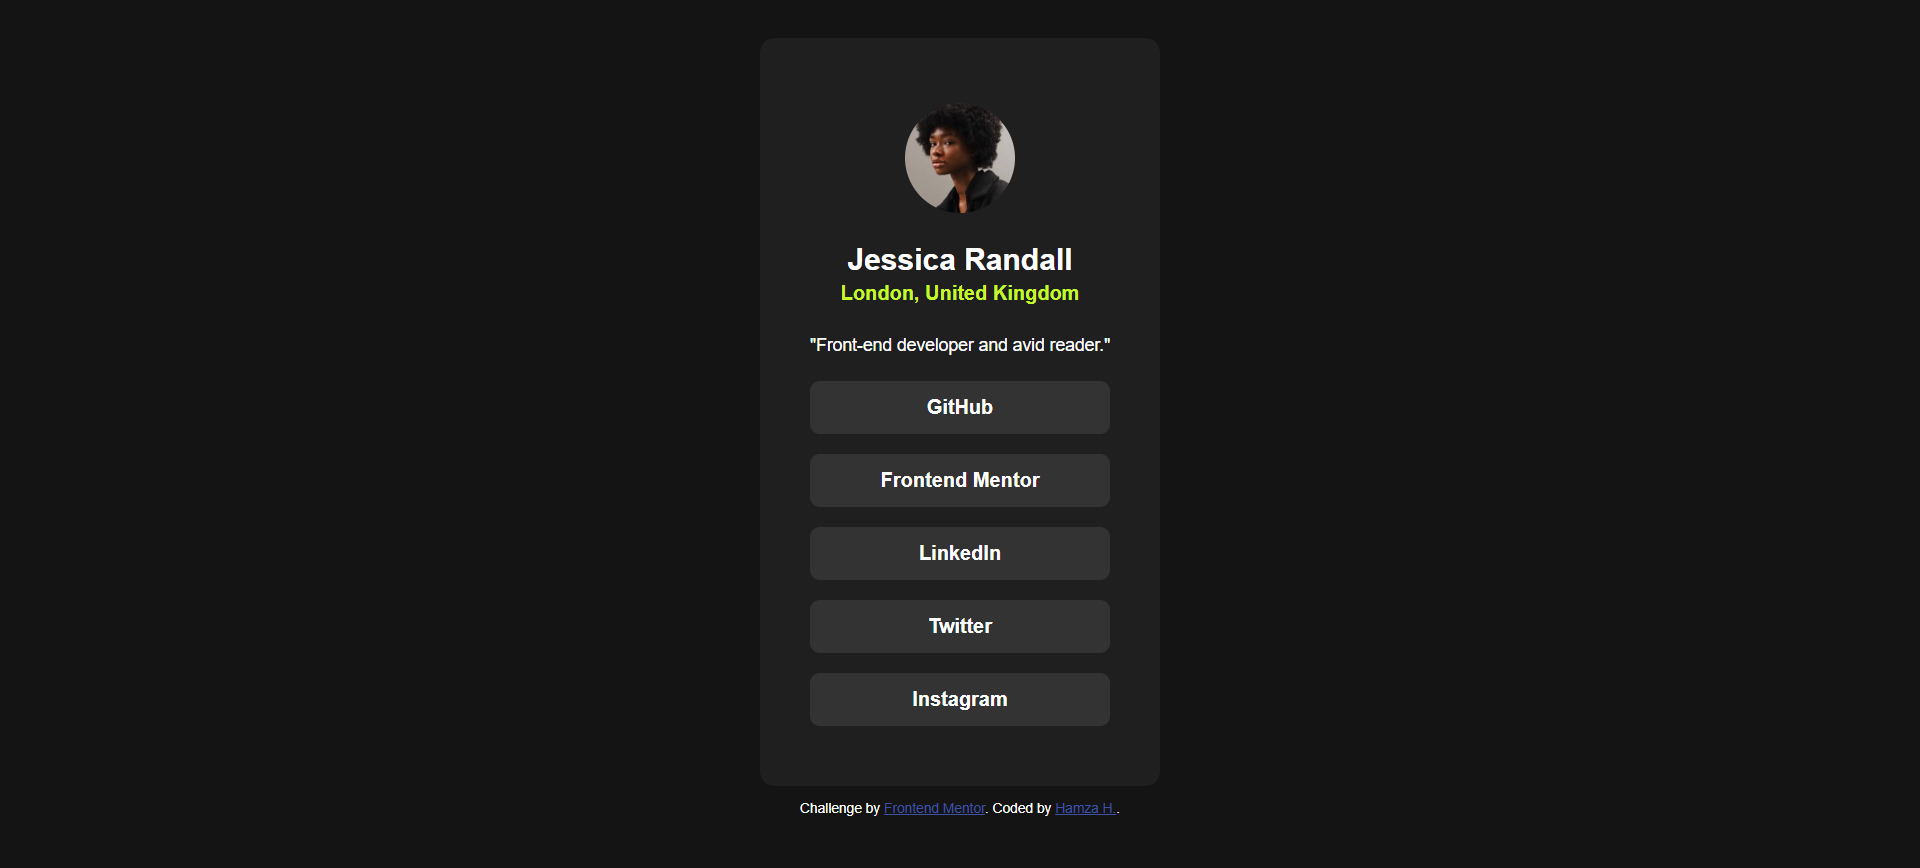 Jessica Randall
London, United Kingdom
"Front-end developer and avid reader."
GitHub
Frontend Mentor
LinkedIn
Twitter
Instagram
Challenge by Frontend Mentor. Coded by Hamza H..